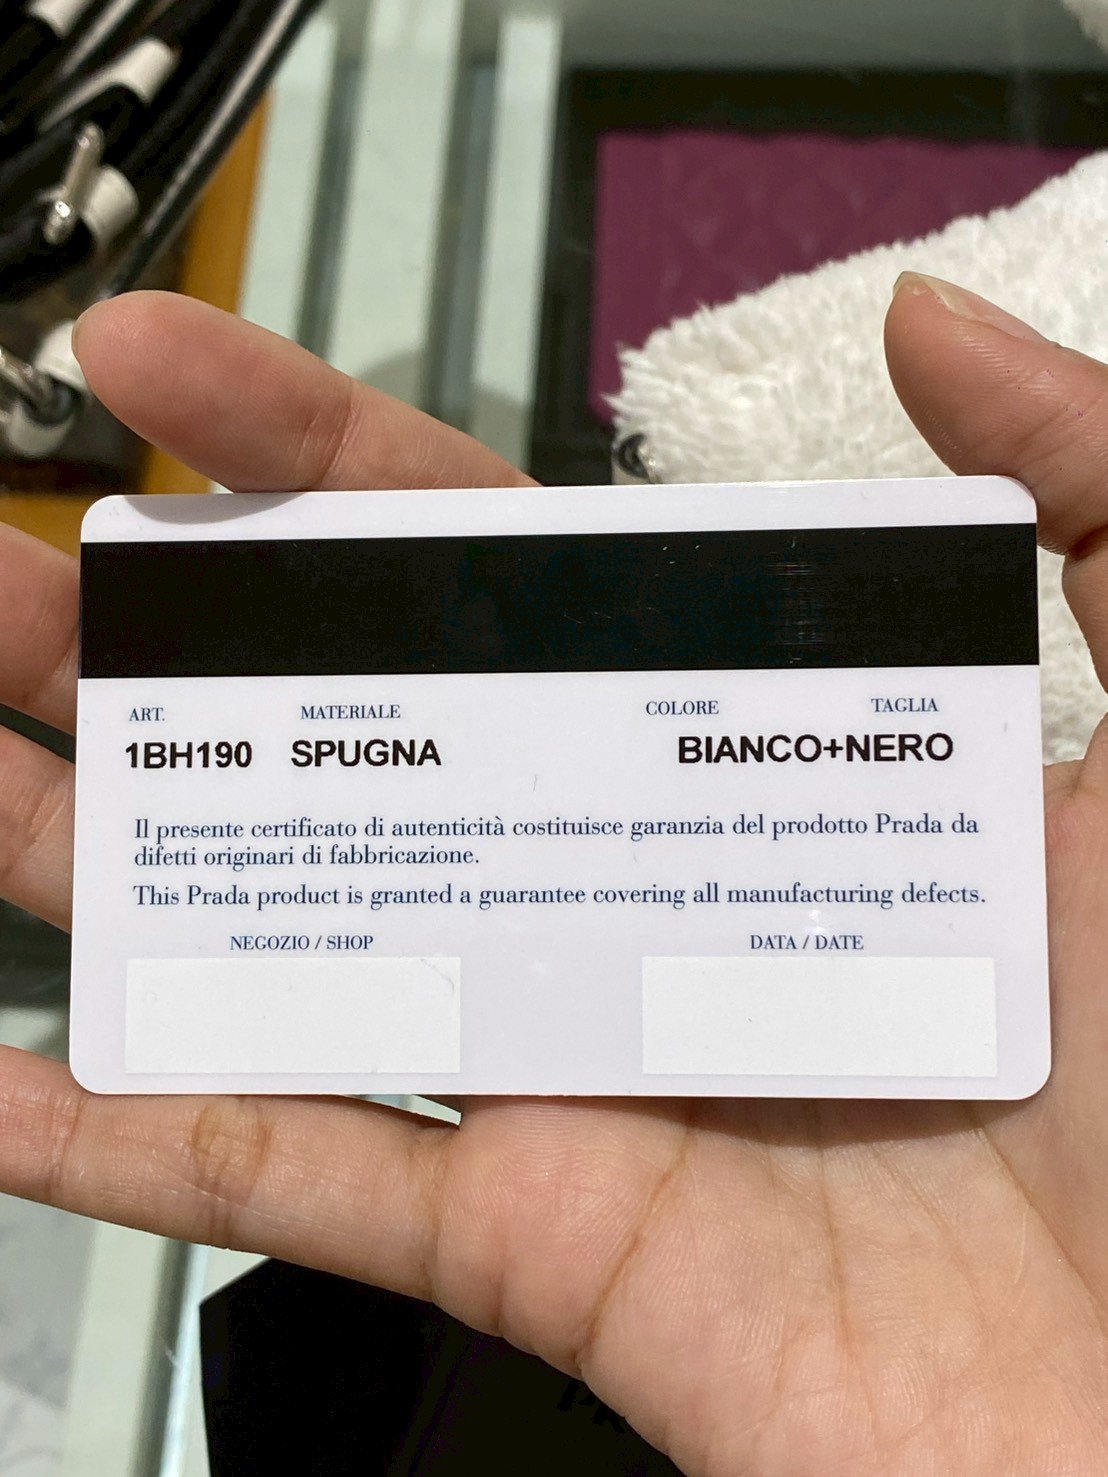 ART. MATERIALE COLORE TAGLIA
1BH190 SPUGNA BIANCO+NERO
Il presente certificato di autenticità costituisce garanzia del prodotto Prada da
difetti originari di fabbricazione.
This Prada product is granted a guarantee covering all manufacturing defects.
NEGOZIO / SHOP DATA / DATE